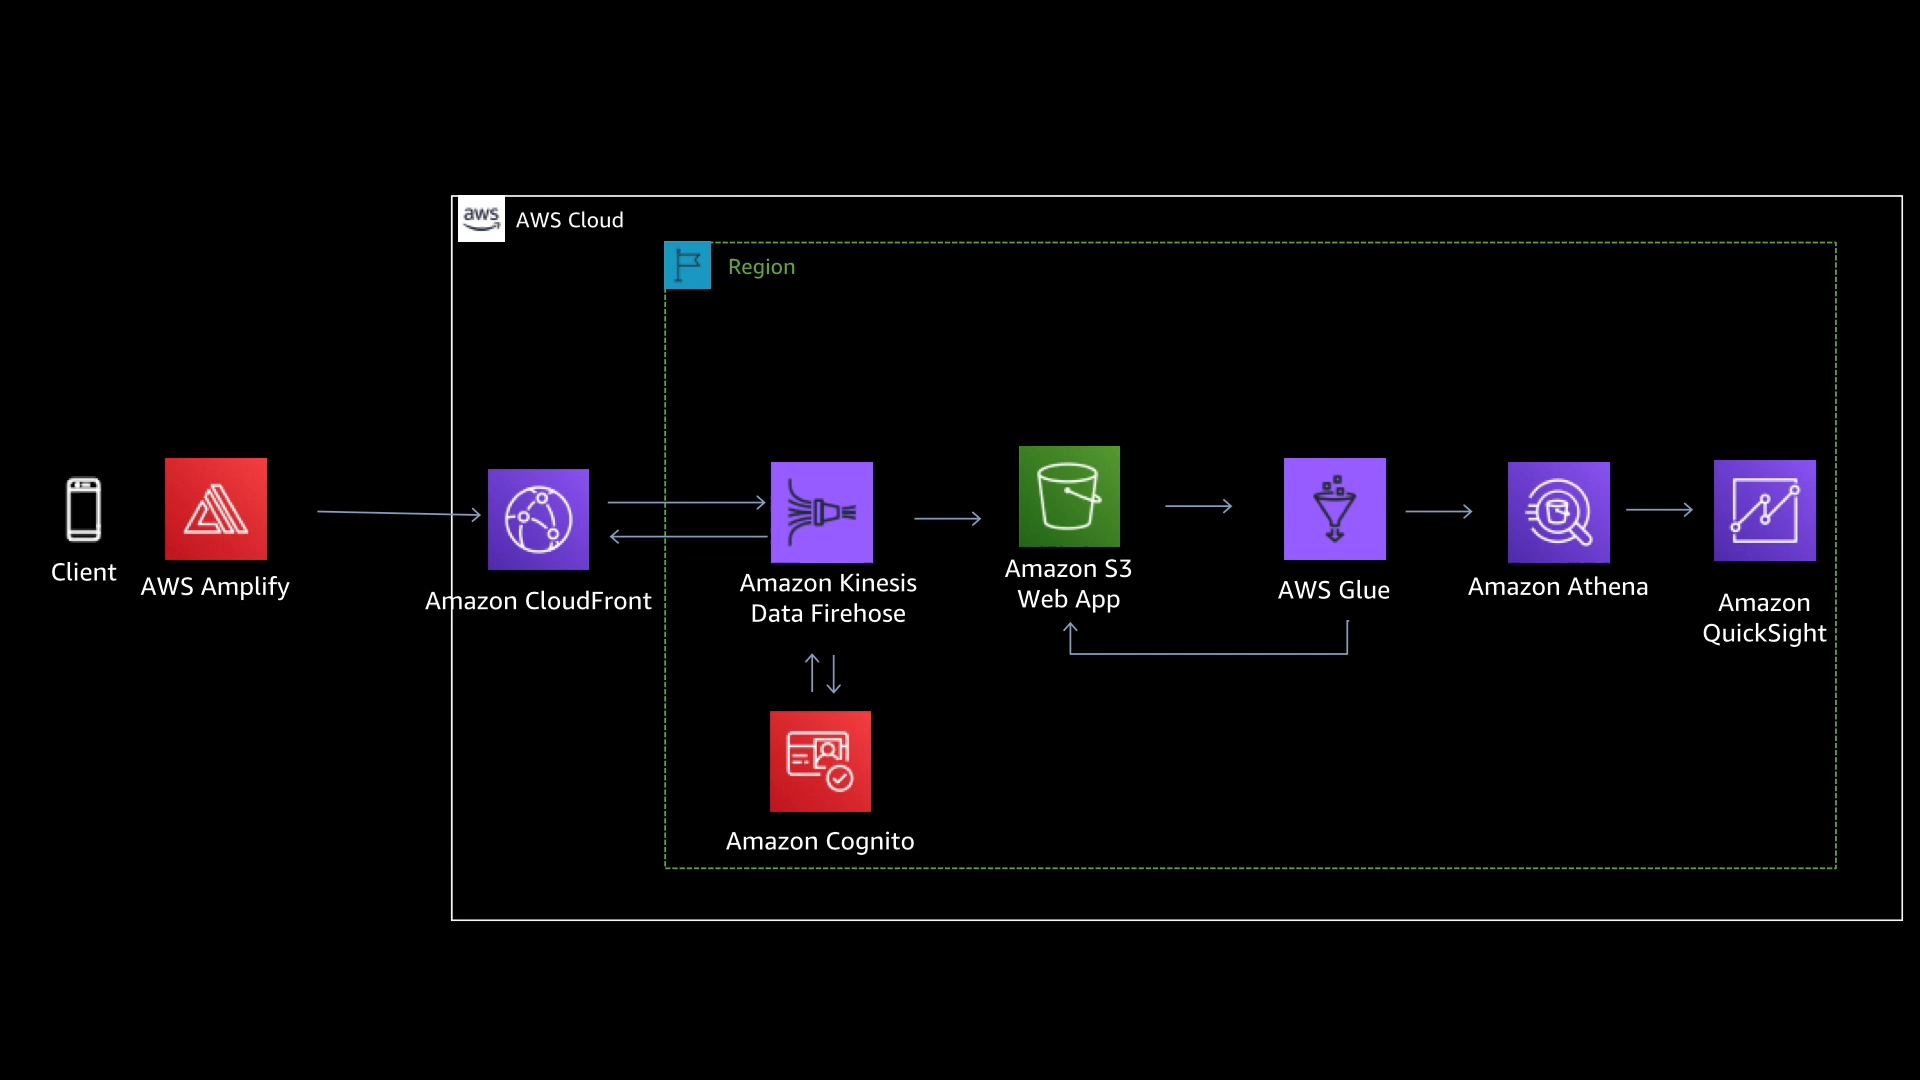 aws
AWS Cloud
Region
Client
AWS Amplify
Amazon CloudFront
Amazon Kinesis
Data Firehose
Amazon S3
Web App
AWS Glue
Amazon Athena
Amazon
QuickSight
Amazon Cognito